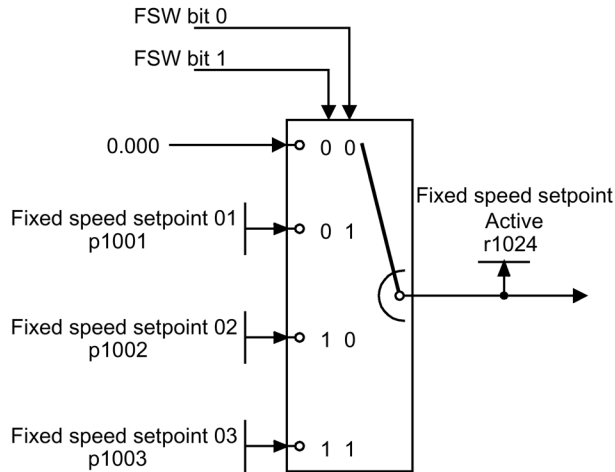 FSW bit 0
FSW bit 1
0.000
0 0
Fixed speed setpoint
Active
r1024
Fixed speed setpoint 01
p1001
0 1
Fixed speed setpoint 02
p1002
1 0
Fixed speed setpoint 03
p1003
1 1